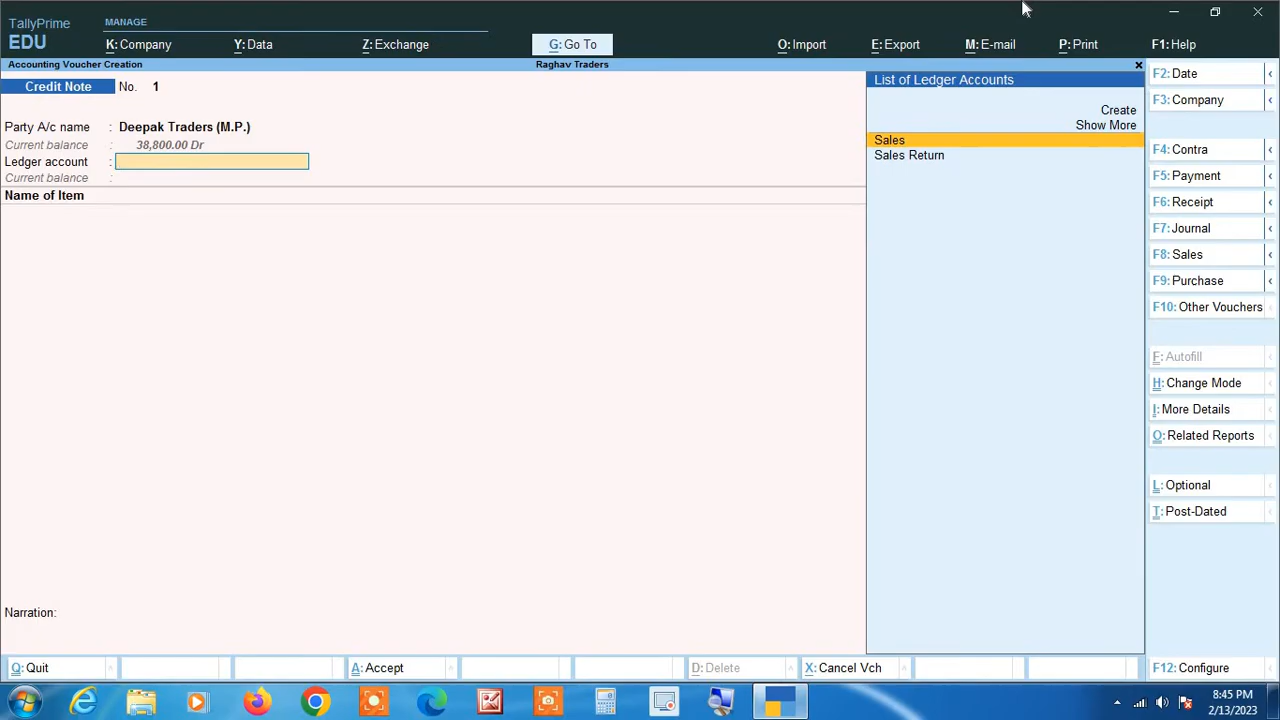 TallyPrime
EDU
MANAGE
K: Company
Y: Data
Z: Exchange
G: Go To
O: Import
E: Export
M: E-mail
P: Print
F1: Help
Accounting Voucher Creation
Raghav Traders
Credit Note No. 1
Party A/c name : Deepak Traders (M.P.)
Current balance : 38,800.00 Dr
Ledger account :
Current balance :
Name of Item
Narration:
List of Ledger Accounts
Create
Show More
Sales
Sales Return
F2: Date
F3: Company
F4: Contra
F5: Payment
F6: Receipt
F7: Journal
F8: Sales
F9: Purchase
F10: Other Vouchers
F: Autofill
H: Change Mode
I: More Details
O: Related Reports
L: Optional
T: Post-Dated
Q: Quit
A: Accept
D: Delete
X: Cancel Vch
F12: Configure
8:45 PM
2/13/2023